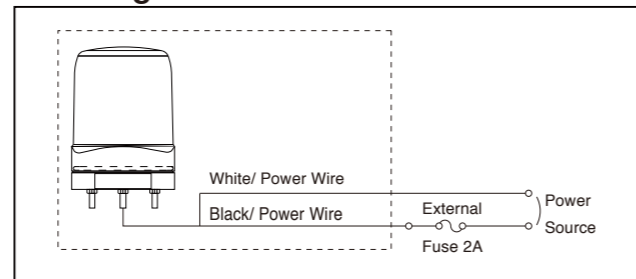 White/ Power Wire
Black/ Power Wire
External
Fuse 2A
Power
Source